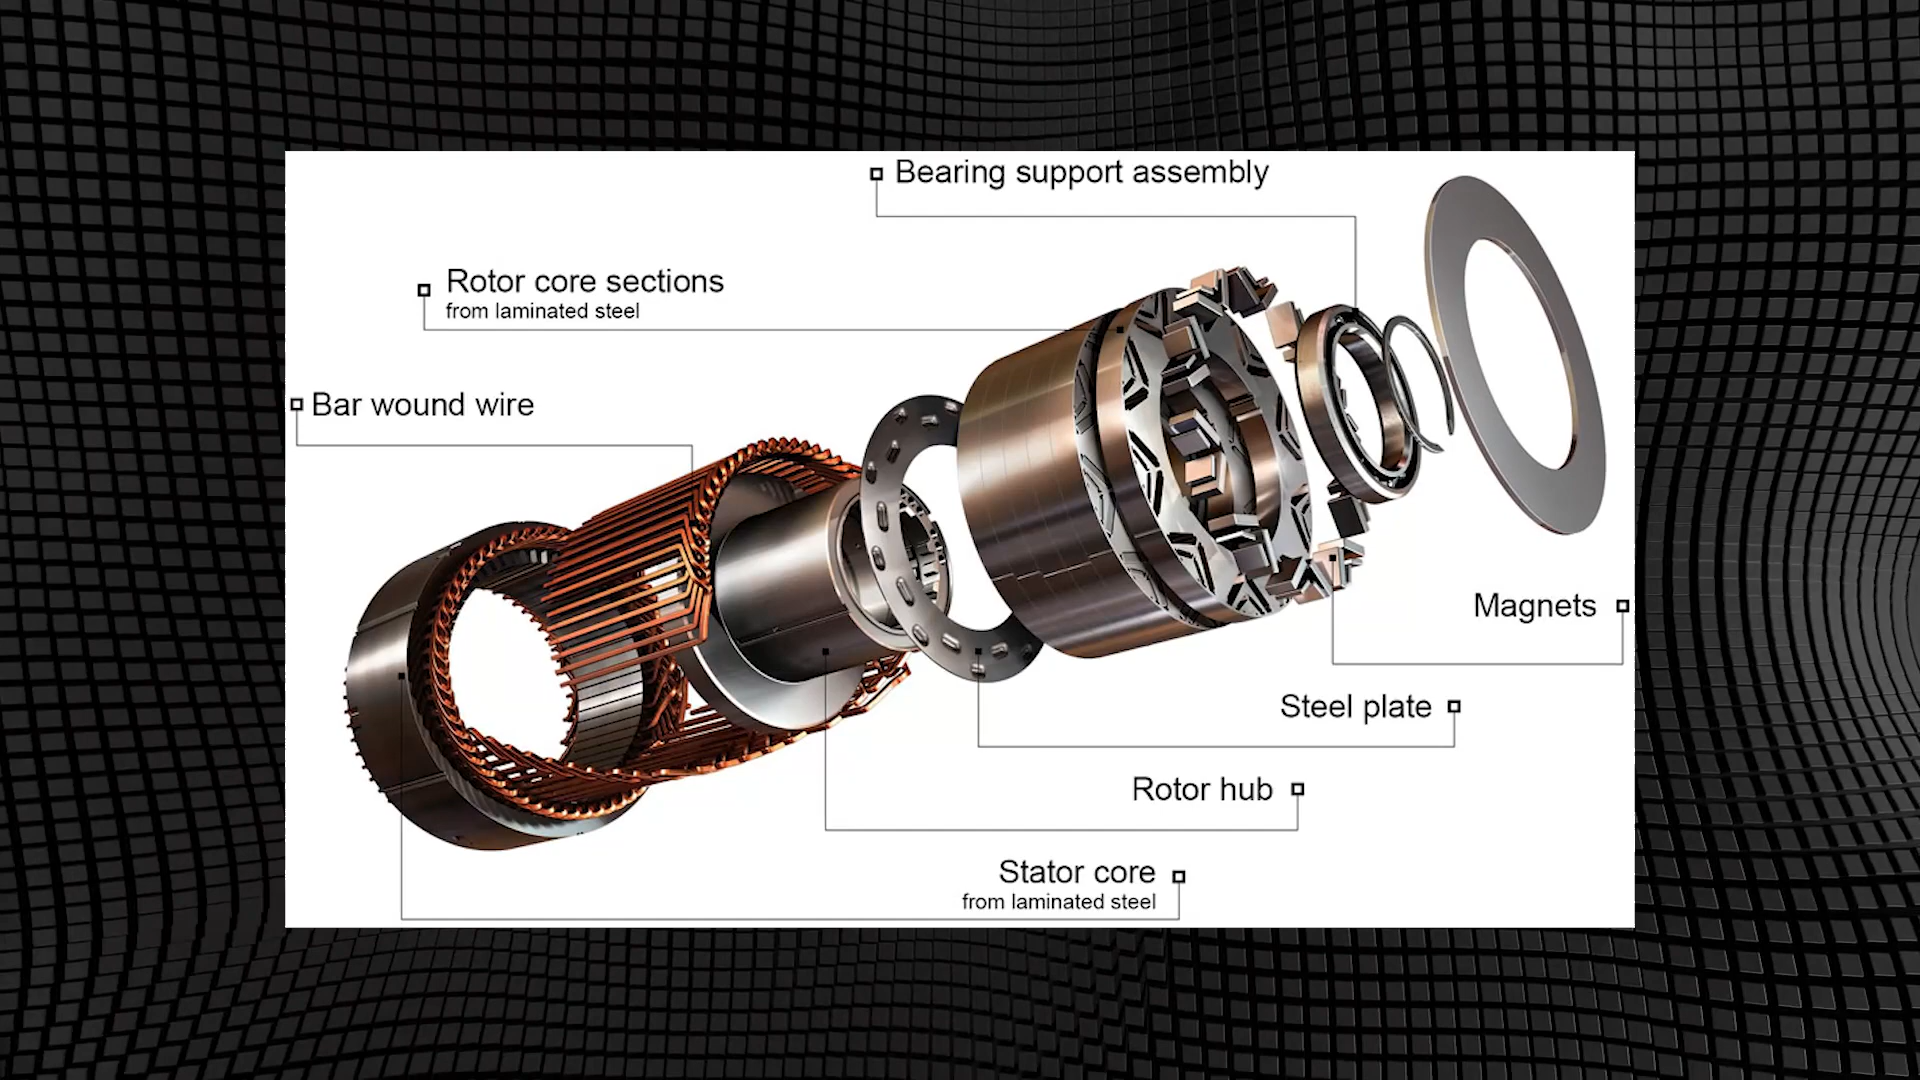 Bearing support assembly
Rotor core sections
from laminated steel
Bar wound wire
Magnets
Steel plate
Rotor hub
Stator core
from laminated steel